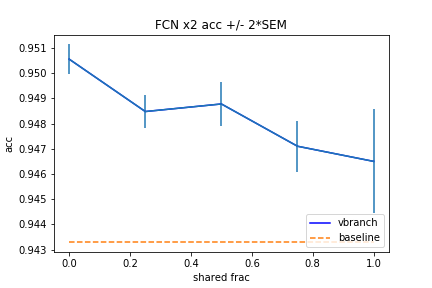 FCN x2 acc +/- 2*SEM
0.951
0.950
0.949
0.948
0.947
0.946
0.945
0.944
0.943
acc
vbranch
baseline
0.0 0.2 0.4 0.6 0.8 1.0
shared frac